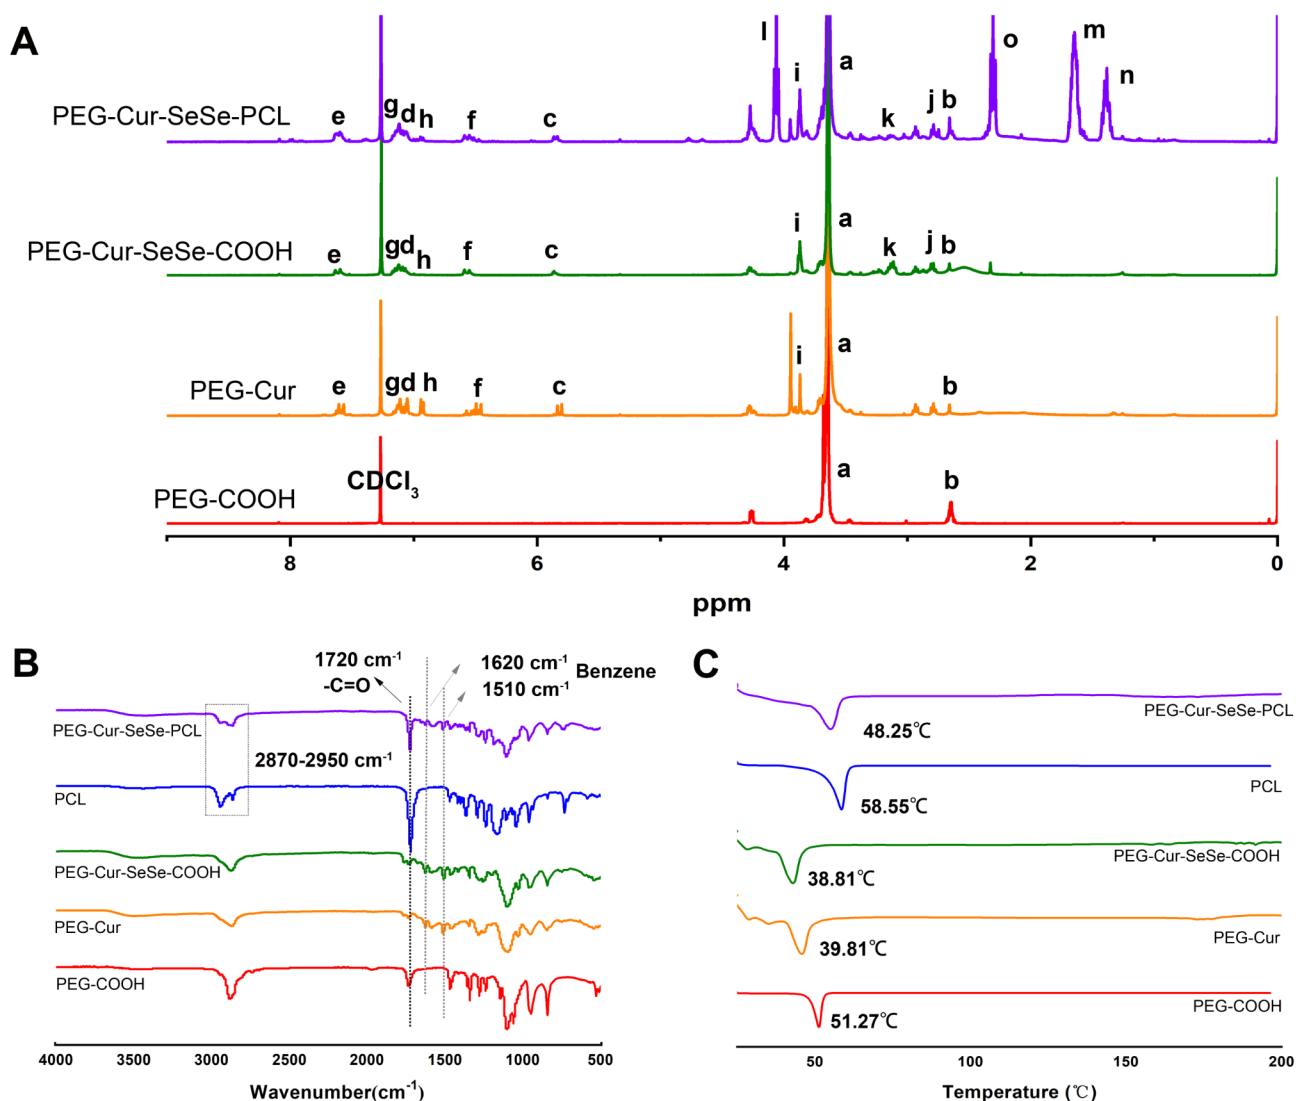 A
PEG-Cur-SeSe-PCL
e
g
d
h
f
c
l
i
a
k
j
b
o
m
n
PEG-Cur-SeSe-COOH
e
g
d
h
f
c
i
a
k
j
b
PEG-Cur
e
g
d
h
f
c
i
a
b
PEG-COOH
CDCl₃
a
b
8 6 4 2 0
ppm
B
1720 cm⁻¹
-C=O
1620 cm⁻¹
1510 cm⁻¹
Benzene
PEG-Cur-SeSe-PCL
2870-2950 cm⁻¹
PCL
PEG-Cur-SeSe-COOH
PEG-Cur
PEG-COOH
4000 3500 3000 2500 2000 1500 1000 500
Wavenumber(cm⁻¹)
C
PEG-Cur-SeSe-PCL
48.25℃
PCL
58.55℃
PEG-Cur-SeSe-COOH
38.81℃
PEG-Cur
39.81℃
PEG-COOH
51.27℃
50 100 150 200
Temperature (℃)